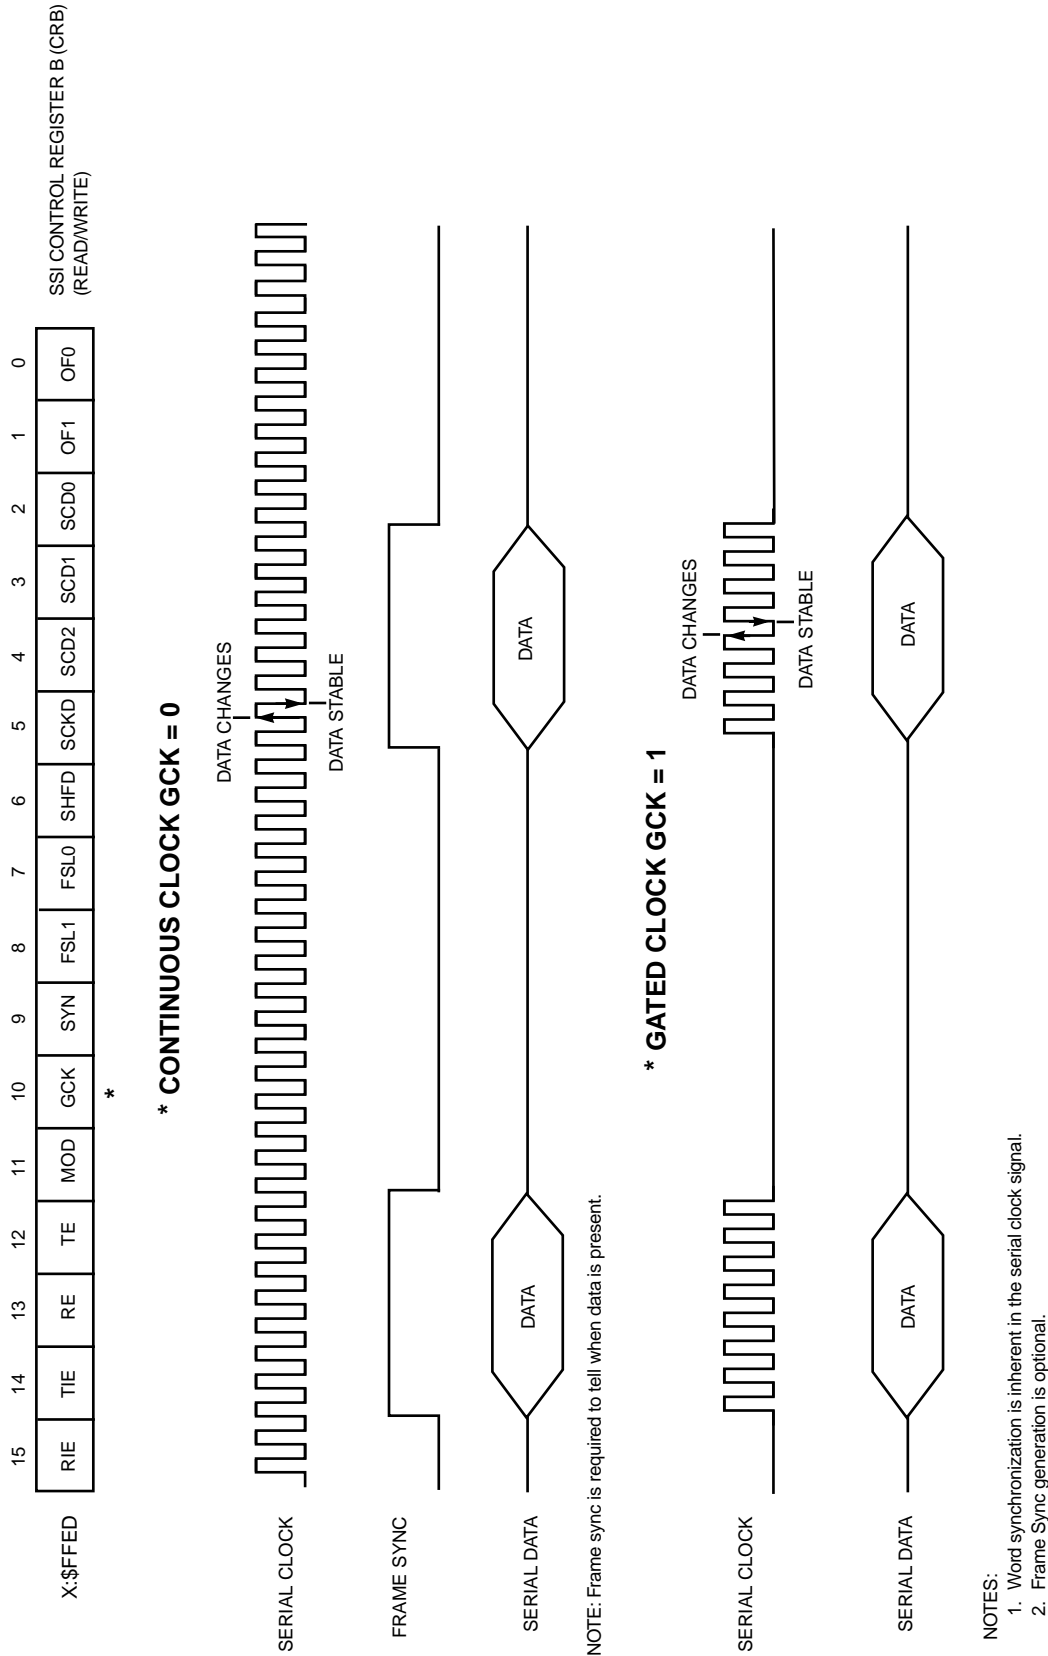 15 14 13 12 11 10 9 8 7 6 5 4 3 2 1 0
X:$FFED RIE TIE RE TE MOD GCK SYN FSL1 FSL0 SHFD SCKD SCD2 SCD1 SCD0 OF1 OF0
SSI CONTROL REGISTER B (CRB)
(READ/WRITE)
*
* CONTINUOUS CLOCK GCK = 0
DATA CHANGES
SERIAL CLOCK
DATA STABLE
FRAME SYNC
SERIAL DATA DATA DATA
NOTE: Frame sync is required to tell when data is present.
* GATED CLOCK GCK = 1
DATA CHANGES
SERIAL CLOCK
DATA STABLE
SERIAL DATA DATA DATA
NOTES:
1. Word synchronization is inherent in the serial clock signal.
2. Frame Sync generation is optional.